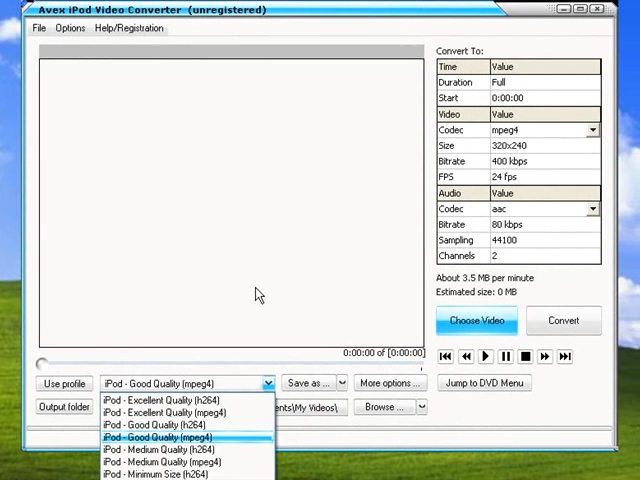 Avex iPod Video Converter (unregistered)
File Options Help/Registration
Convert To:
Time Value
Duration Full
Start 0:00:00
Video Value
Codec mpeg4
Size 320x240
Bitrate 400 kbps
FPS 24 fps
Audio Value
Codec aac
Bitrate 80 kbps
Sampling 44100
Channels 2
About 3.5 MB per minute
Estimated size: 0 MB
Choose Video Convert
0:00:00 of [0:00:00]
Use profile iPod - Good Quality (mpeg4) Save as ... More options ... Jump to DVD Menu
Output folder ents\My Videos\ Browse ...
iPod - Excellent Quality (h264)
iPod - Excellent Quality (mpeg4)
iPod - Good Quality (h264)
iPod - Good Quality (mpeg4)
iPod - Medium Quality (h264)
iPod - Medium Quality (mpeg4)
iPod - Minimum Size (h264)